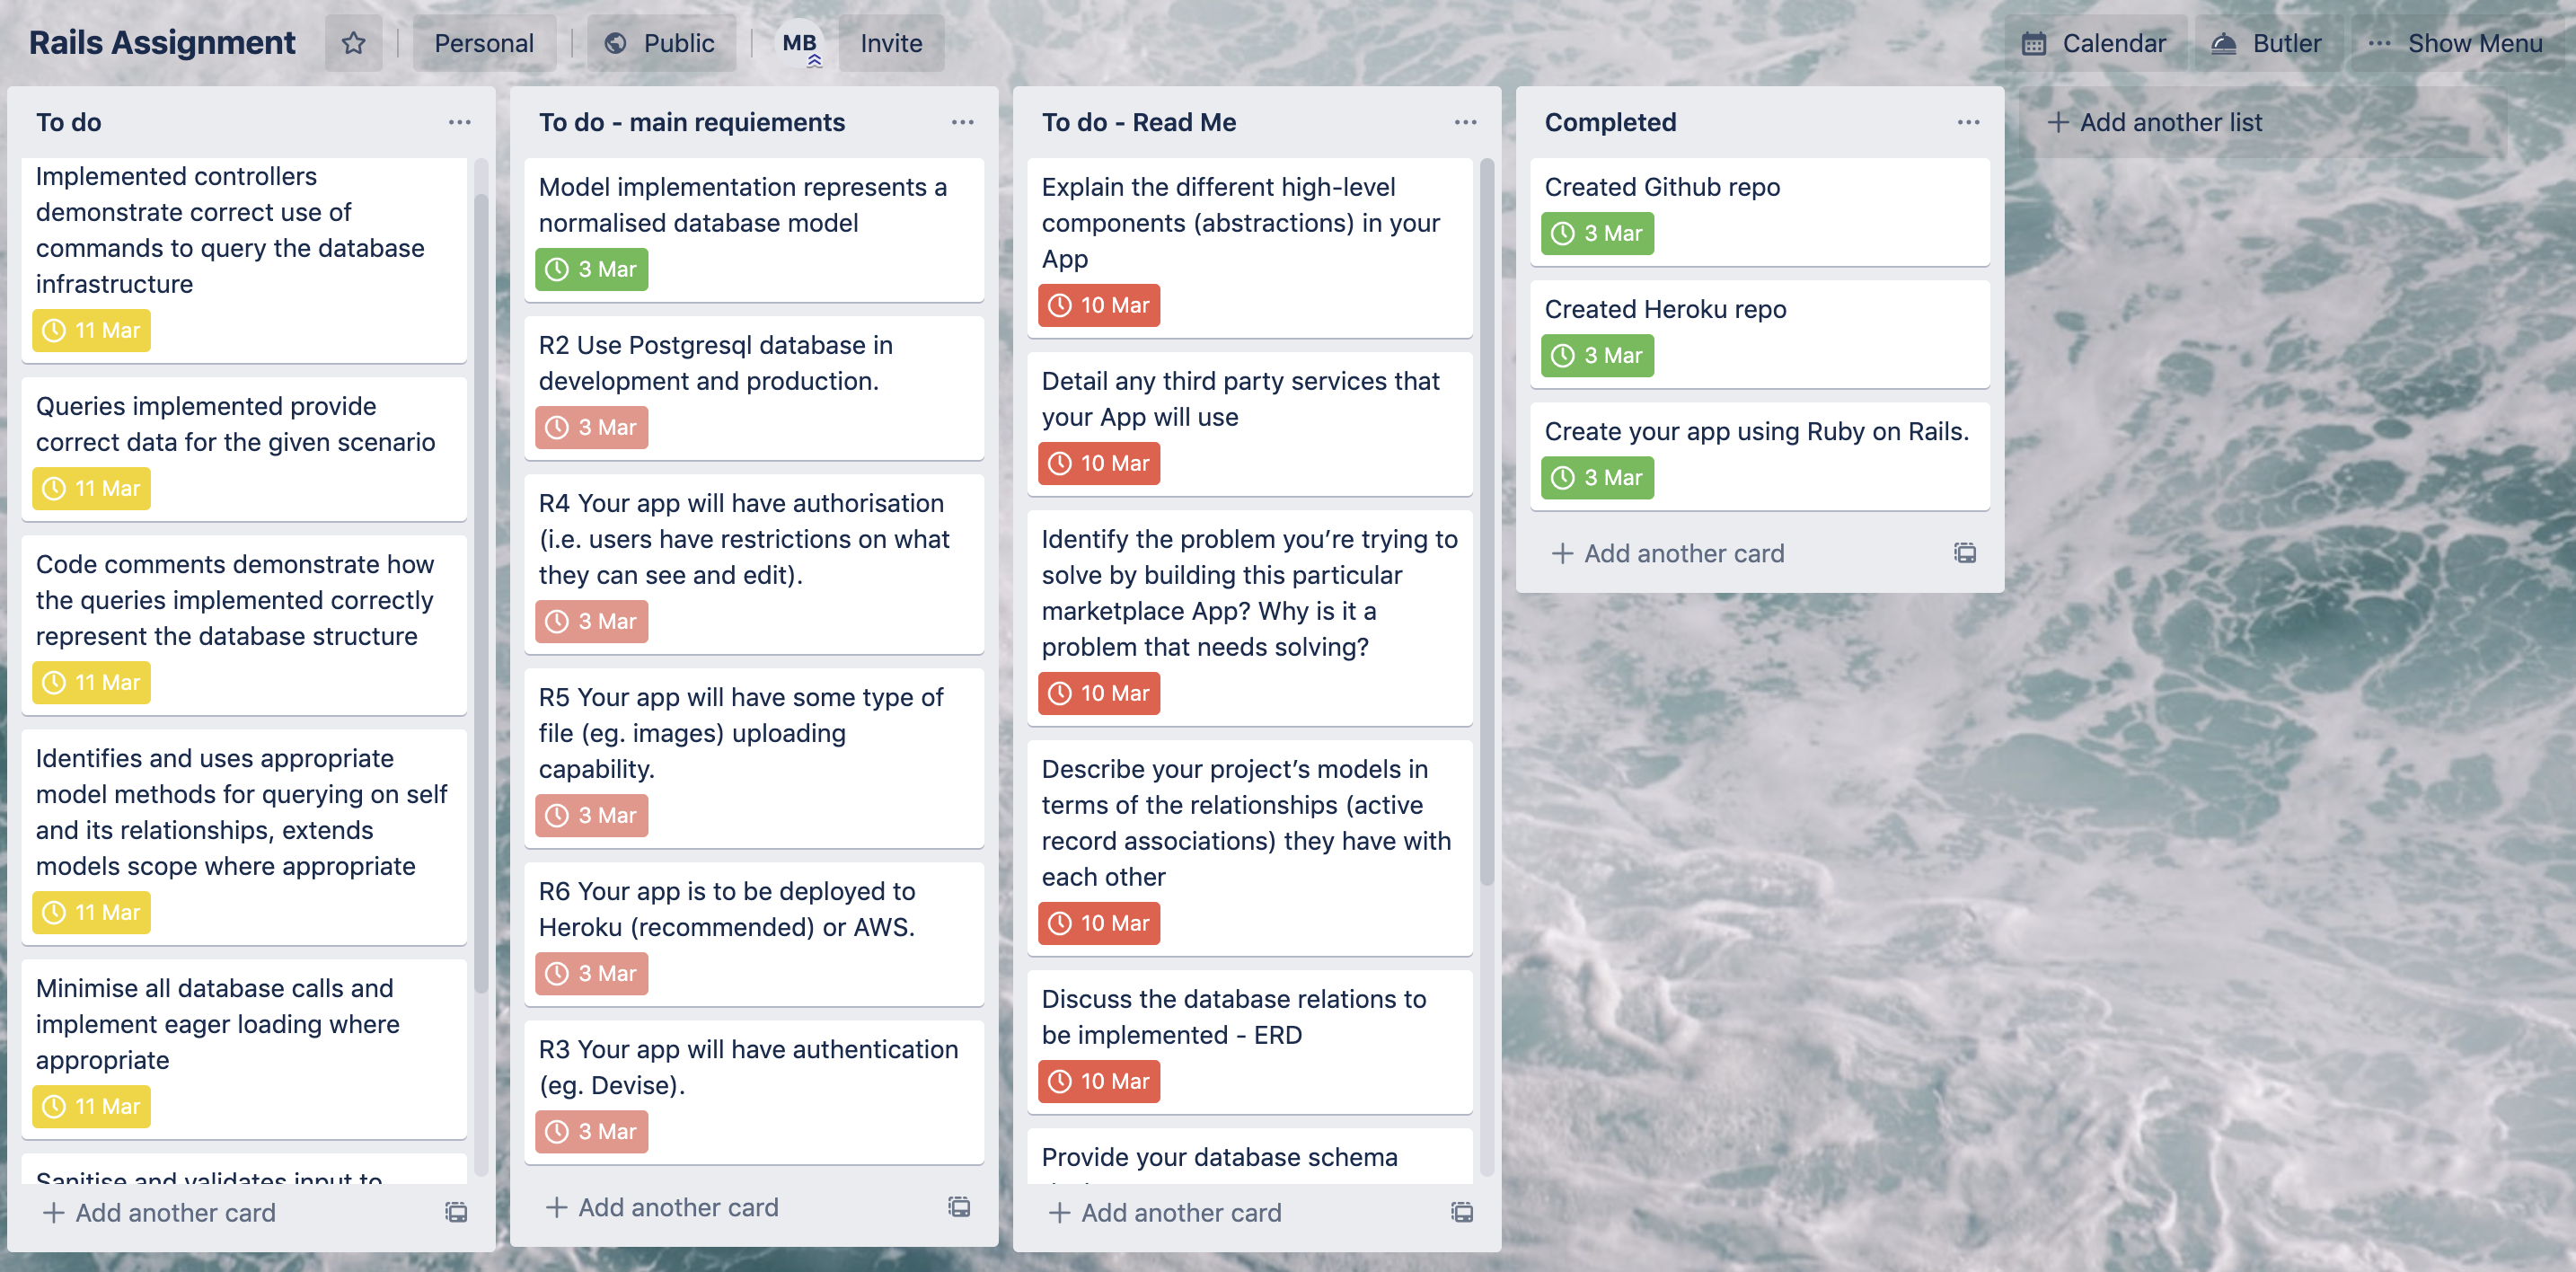 Rails Assignment
Personal
Public
MB
Invite
Calendar
Butler
Show Menu
To do
Implemented controllers
demonstrate correct use of
commands to query the database
infrastructure
11 Mar
Queries implemented provide
correct data for the given scenario
11 Mar
Code comments demonstrate how
the queries implemented correctly
represent the database structure
11 Mar
Identifies and uses appropriate
model methods for querying on self
and its relationships, extends
models scope where appropriate
11 Mar
Minimise all database calls and
implement eager loading where
appropriate
11 Mar
Sanitise and validates input to
Add another card
To do - main requiements
Model implementation represents a
normalised database model
3 Mar
R2 Use Postgresql database in
development and production.
3 Mar
R4 Your app will have authorisation
(i.e. users have restrictions on what
they can see and edit).
3 Mar
R5 Your app will have some type of
file (eg. images) uploading
capability.
3 Mar
R6 Your app is to be deployed to
Heroku (recommended) or AWS.
3 Mar
R3 Your app will have authentication
(eg. Devise).
3 Mar
Add another card
To do - Read Me
Explain the different high-level
components (abstractions) in your
App
10 Mar
Detail any third party services that
your App will use
10 Mar
Identify the problem you’re trying to
solve by building this particular
marketplace App? Why is it a
problem that needs solving?
10 Mar
Describe your project’s models in
terms of the relationships (active
record associations) they have with
each other
10 Mar
Discuss the database relations to
be implemented - ERD
10 Mar
Provide your database schema
Add another card
Completed
Created Github repo
3 Mar
Created Heroku repo
3 Mar
Create your app using Ruby on Rails.
3 Mar
Add another card
Add another list